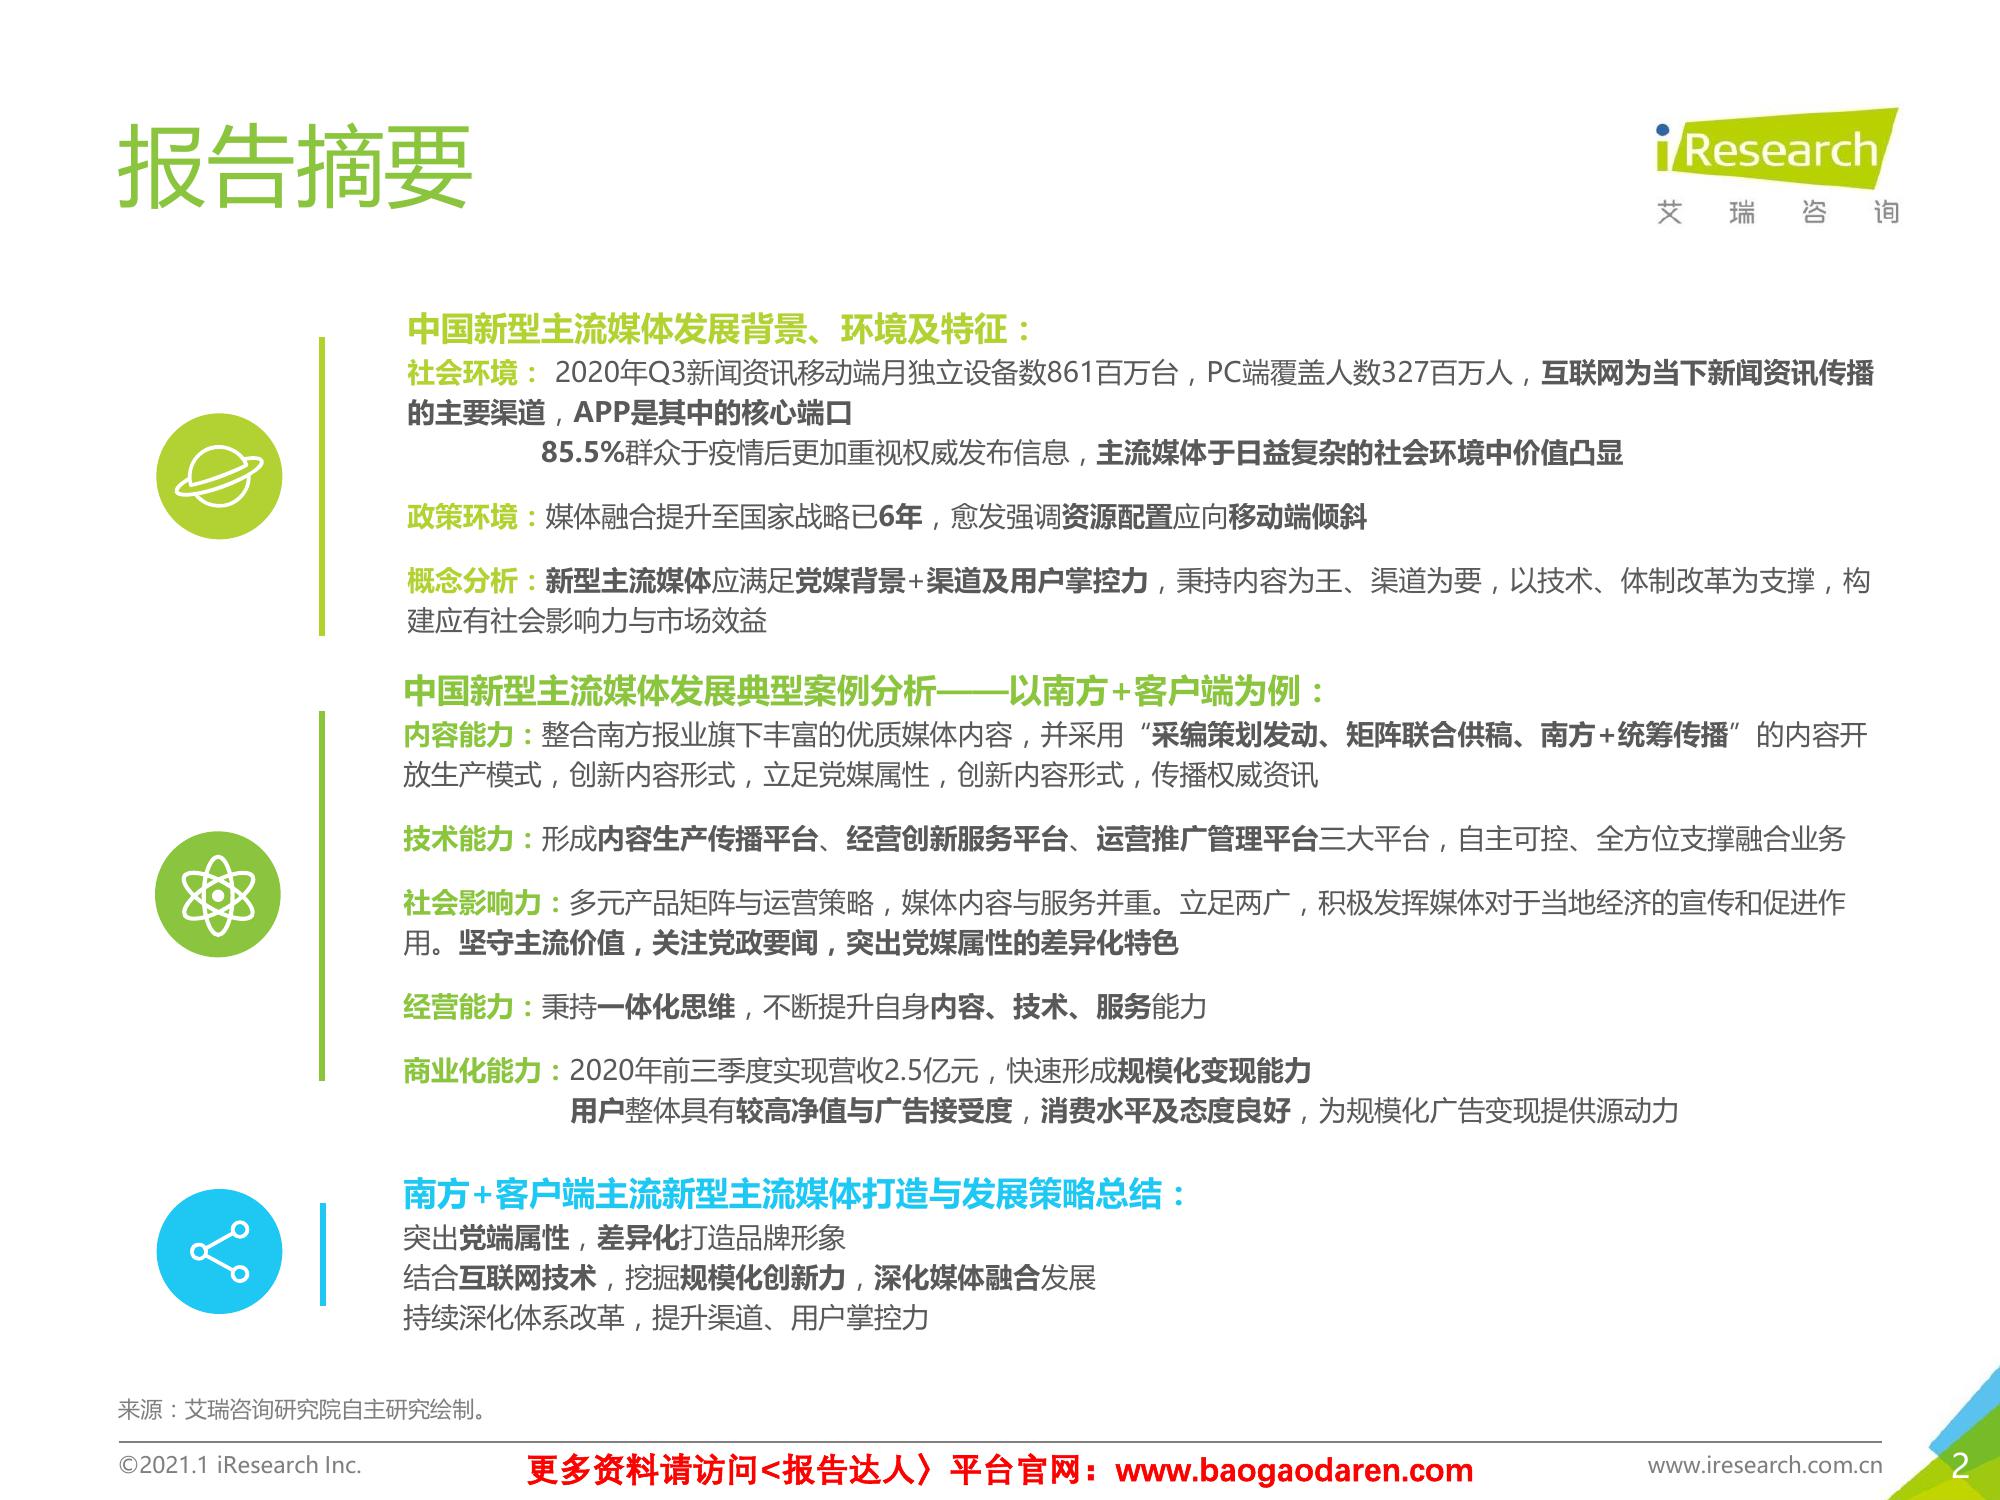 报告摘要
iResearch
艾瑞咨询
中国新型主流媒体发展背景、环境及特征：
社会环境： 2020年Q3新闻资讯移动端月独立设备数861百万台，PC端覆盖人数327百万人，互联网为当下新闻资讯传播
的主要渠道，APP是其中的核心端口
85.5%群众于疫情后更加重视权威发布信息，主流媒体于日益复杂的社会环境中价值凸显
政策环境：媒体融合提升至国家战略已6年，愈发强调资源配置应向移动端倾斜
概念分析：新型主流媒体应满足党媒背景+渠道及用户掌控力，秉持内容为王、渠道为要，以技术、体制改革为支撑，构
建应有社会影响力与市场效益
中国新型主流媒体发展典型案例分析——以南方+客户端为例：
内容能力：整合南方报业旗下丰富的优质媒体内容，并采用“采编策划发动、矩阵联合供稿、南方+统筹传播”的内容开
放生产模式，创新内容形式，立足党媒属性，创新内容形式，传播权威资讯
技术能力：形成内容生产传播平台、经营创新服务平台、运营推广管理平台三大平台，自主可控、全方位支撑融合业务
社会影响力：多元产品矩阵与运营策略，媒体内容与服务并重。立足两广，积极发挥媒体对于当地经济的宣传和促进作
用。坚守主流价值，关注党政要闻，突出党媒属性的差异化特色
经营能力：秉持一体化思维，不断提升自身内容、技术、服务能力
商业化能力：2020年前三季度实现营收2.5亿元，快速形成规模化变现能力
用户整体具有较高净值与广告接受度，消费水平及态度良好，为规模化广告变现提供源动力
南方+客户端主流新型主流媒体打造与发展策略总结：
突出党端属性，差异化打造品牌形象
结合互联网技术，挖掘规模化创新力，深化媒体融合发展
持续深化体系改革，提升渠道、用户掌控力
来源：艾瑞咨询研究院自主研究绘制。
©2021.1 iResearch Inc.
更多资料请访问<报告达人〉平台官网：www.baogaodaren.com
www.iresearch.com.cn
2